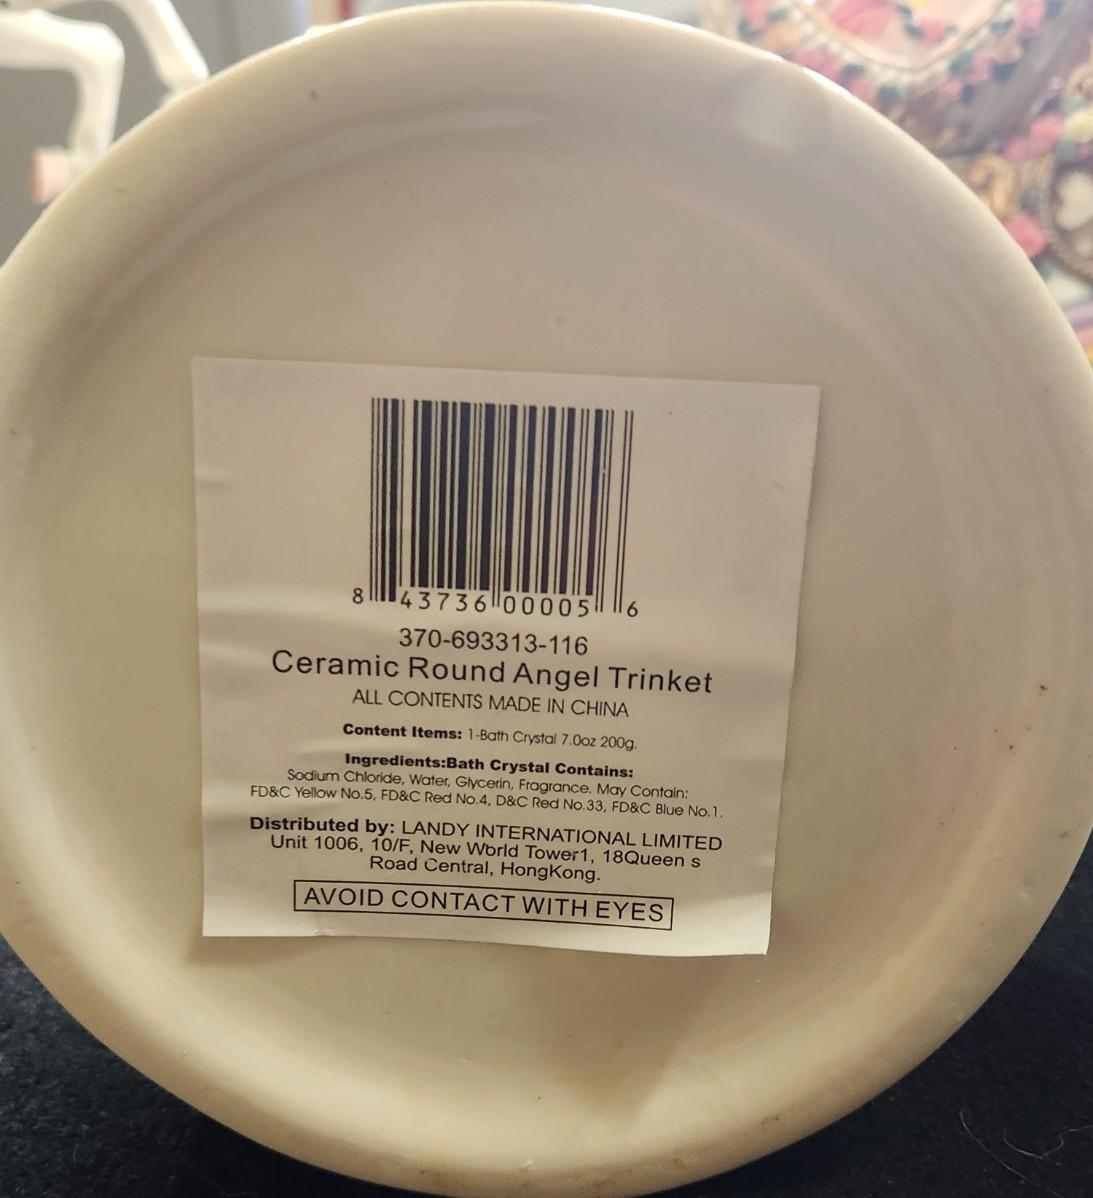 8 43736 00005 6
370-693313-116
Ceramic Round Angel Trinket
ALL CONTENTS MADE IN CHINA
Content Items: 1-Bath Crystal 7.0oz 200g.
Ingredients:Bath Crystal Contains:
Sodium Chloride, Water, Glycerin, Fragrance. May Contain:
FD&C Yellow No.5, FD&C Red No.4, D&C Red No.33, FD&C Blue No.1.
Distributed by: LANDY INTERNATIONAL LIMITED
Unit 1006, 10/F, New World Tower1, 18Queen s
Road Central, HongKong.
AVOID CONTACT WITH EYES